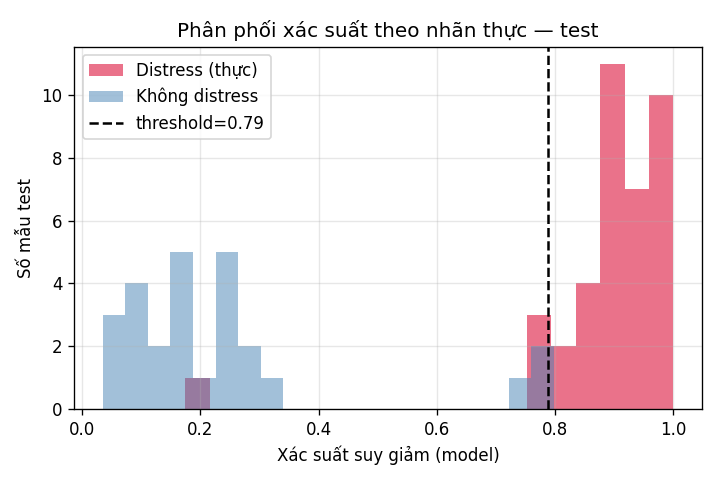 Phân phối xác suất theo nhãn thực — test
Distress (thực)
Không distress
threshold=0.79
Số mẫu test
10
8
6
4
2
0
0.0 0.2 0.4 0.6 0.8 1.0
Xác suất suy giảm (model)